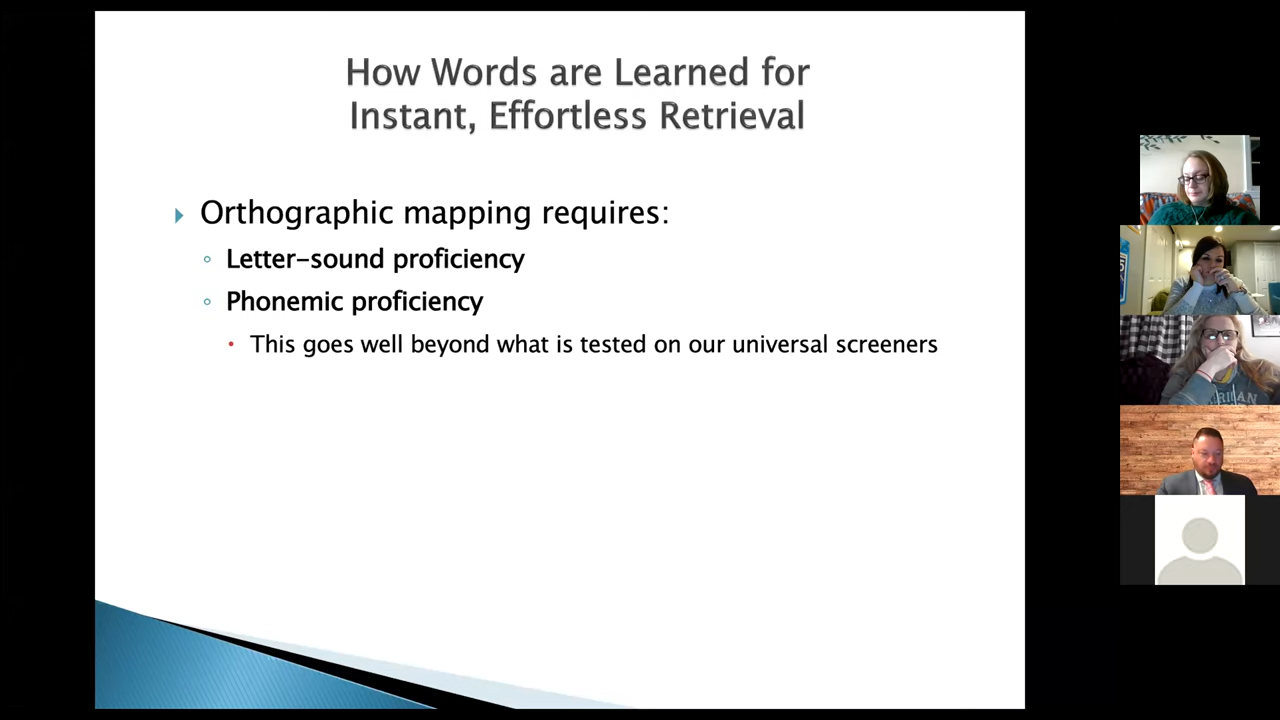 How Words are Learned for
Instant, Effortless Retrieval
Orthographic mapping requires:
Letter-sound proficiency
Phonemic proficiency
This goes well beyond what is tested on our universal screeners